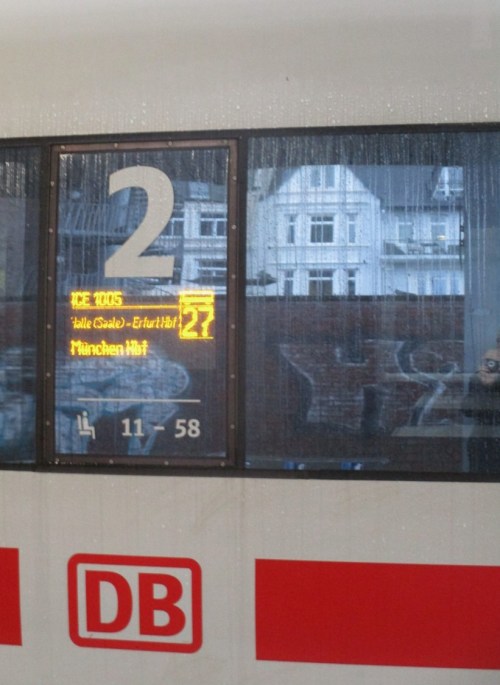 2
ICE 1005
Halle (Saale) - Erfurt Hbf
27
München Hbf
11 - 58
DB